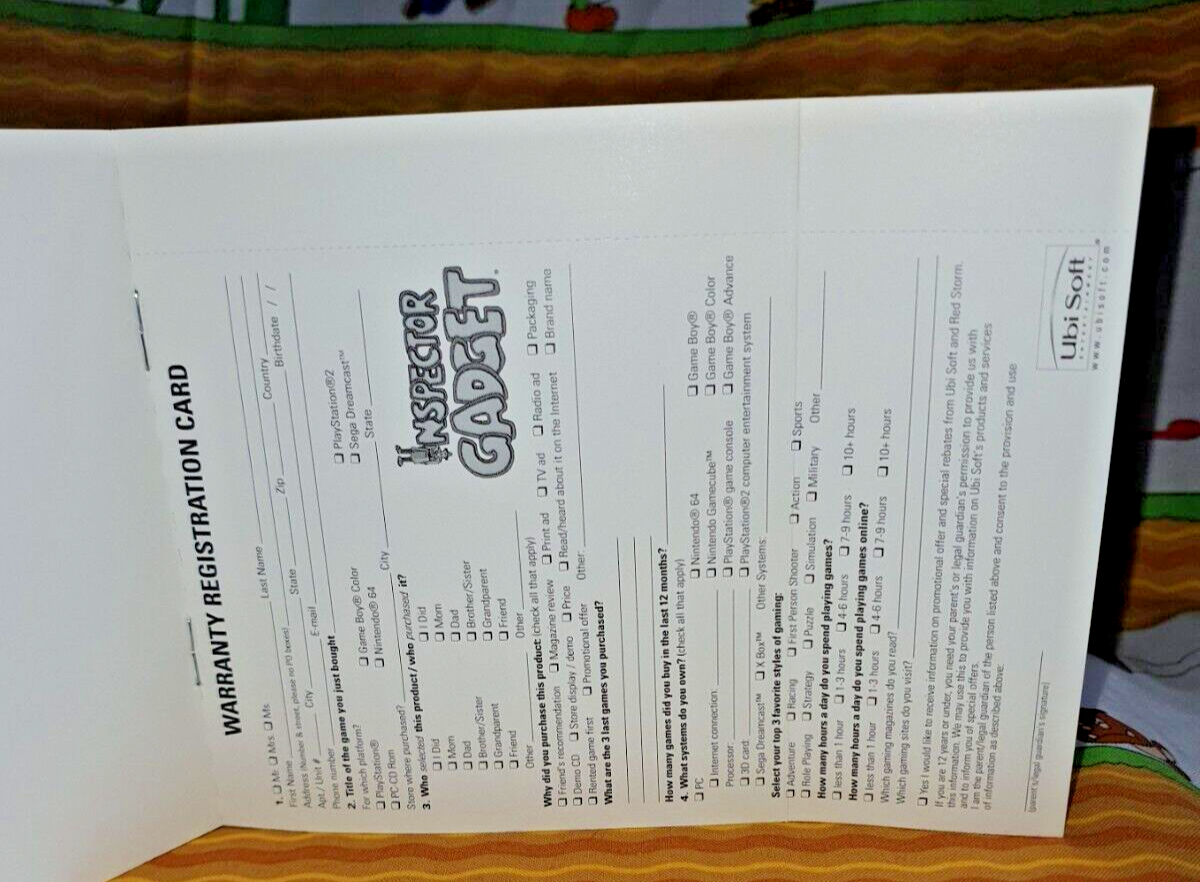 WARRANTY REGISTRATION CARD
1. ❏ Mr. ❏ Mrs. ❏ Ms.
First Name Last Name
Address (Number & street, please no PO boxes) State Zip Country
Apt./ Unit # City E-mail Birthdate / /
Phone number
2. Title of the game you just bought
For which platform? ❏ Game Boy® Color ❏ PlayStation®2
❏ PlayStation® ❏ Nintendo® 64 ❏ Sega Dreamcast™
❏ PC CD Rom City State
Store where purchased?
3. Who selected this product / who purchased it?
❏ I Did ❏ I Did
❏ Mom ❏ Mom
❏ Dad ❏ Dad
❏ Brother/Sister ❏ Brother/Sister
❏ Grandparent ❏ Grandparent
❏ Friend ❏ Friend
Other Other
INSPECTOR
GADGET
Why did you purchase this product: (check all that apply)
❏ Friend's recommendation ❏ Magazine review ❏ Print ad ❏ TV ad ❏ Radio ad ❏ Packaging
❏ Demo CD ❏ Store display / demo ❏ Price ❏ Read/heard about it on the Internet ❏ Brand name
❏ Rented game first ❏ Promotional offer Other:
What are the 3 last games you purchased?
How many games did you buy in the last 12 months?
4. What systems do you own? (check all that apply)
❏ PC ❏ Nintendo® 64 ❏ Game Boy®
❏ Internet connection: ❏ Nintendo Gamecube™ ❏ Game Boy® Color
Processor: ❏ PlayStation® game console ❏ Game Boy® Advance
❏ 3D card: ❏ PlayStation®2 computer entertainment system
❏ Sega Dreamcast™ ❏ X Box™ Other Systems:
Select your top 3 favorite styles of gaming:
❏ Adventure ❏ Racing ❏ First Person Shooter ❏ Action ❏ Sports
❏ Role Playing ❏ Strategy ❏ Puzzle ❏ Simulation ❏ Military Other
How many hours a day do you spend playing games?
❏ less than 1 hour ❏ 1-3 hours ❏ 4-6 hours ❏ 7-9 hours ❏ 10+ hours
How many hours a day do you spend playing games online?
❏ less than 1 hour ❏ 1-3 hours ❏ 4-6 hours ❏ 7-9 hours ❏ 10+ hours
Which gaming magazines do you read?
Which gaming sites do you visit?
❏ Yes I would like to receive information on promotional offer and special rebates from Ubi Soft and Red Storm.
If you are 12 years or under, you need your parent's or legal guardian's permission to provide us with
this information. We may use this to provide you with information on Ubi Soft's products and services
and to inform you of special offers.
I am the parent/legal guardian of the person listed above and consent to the provision and use
of information as described above:
(parent's/legal guardian's signature)
Ubi Soft
entertainment
www.ubisoft.com